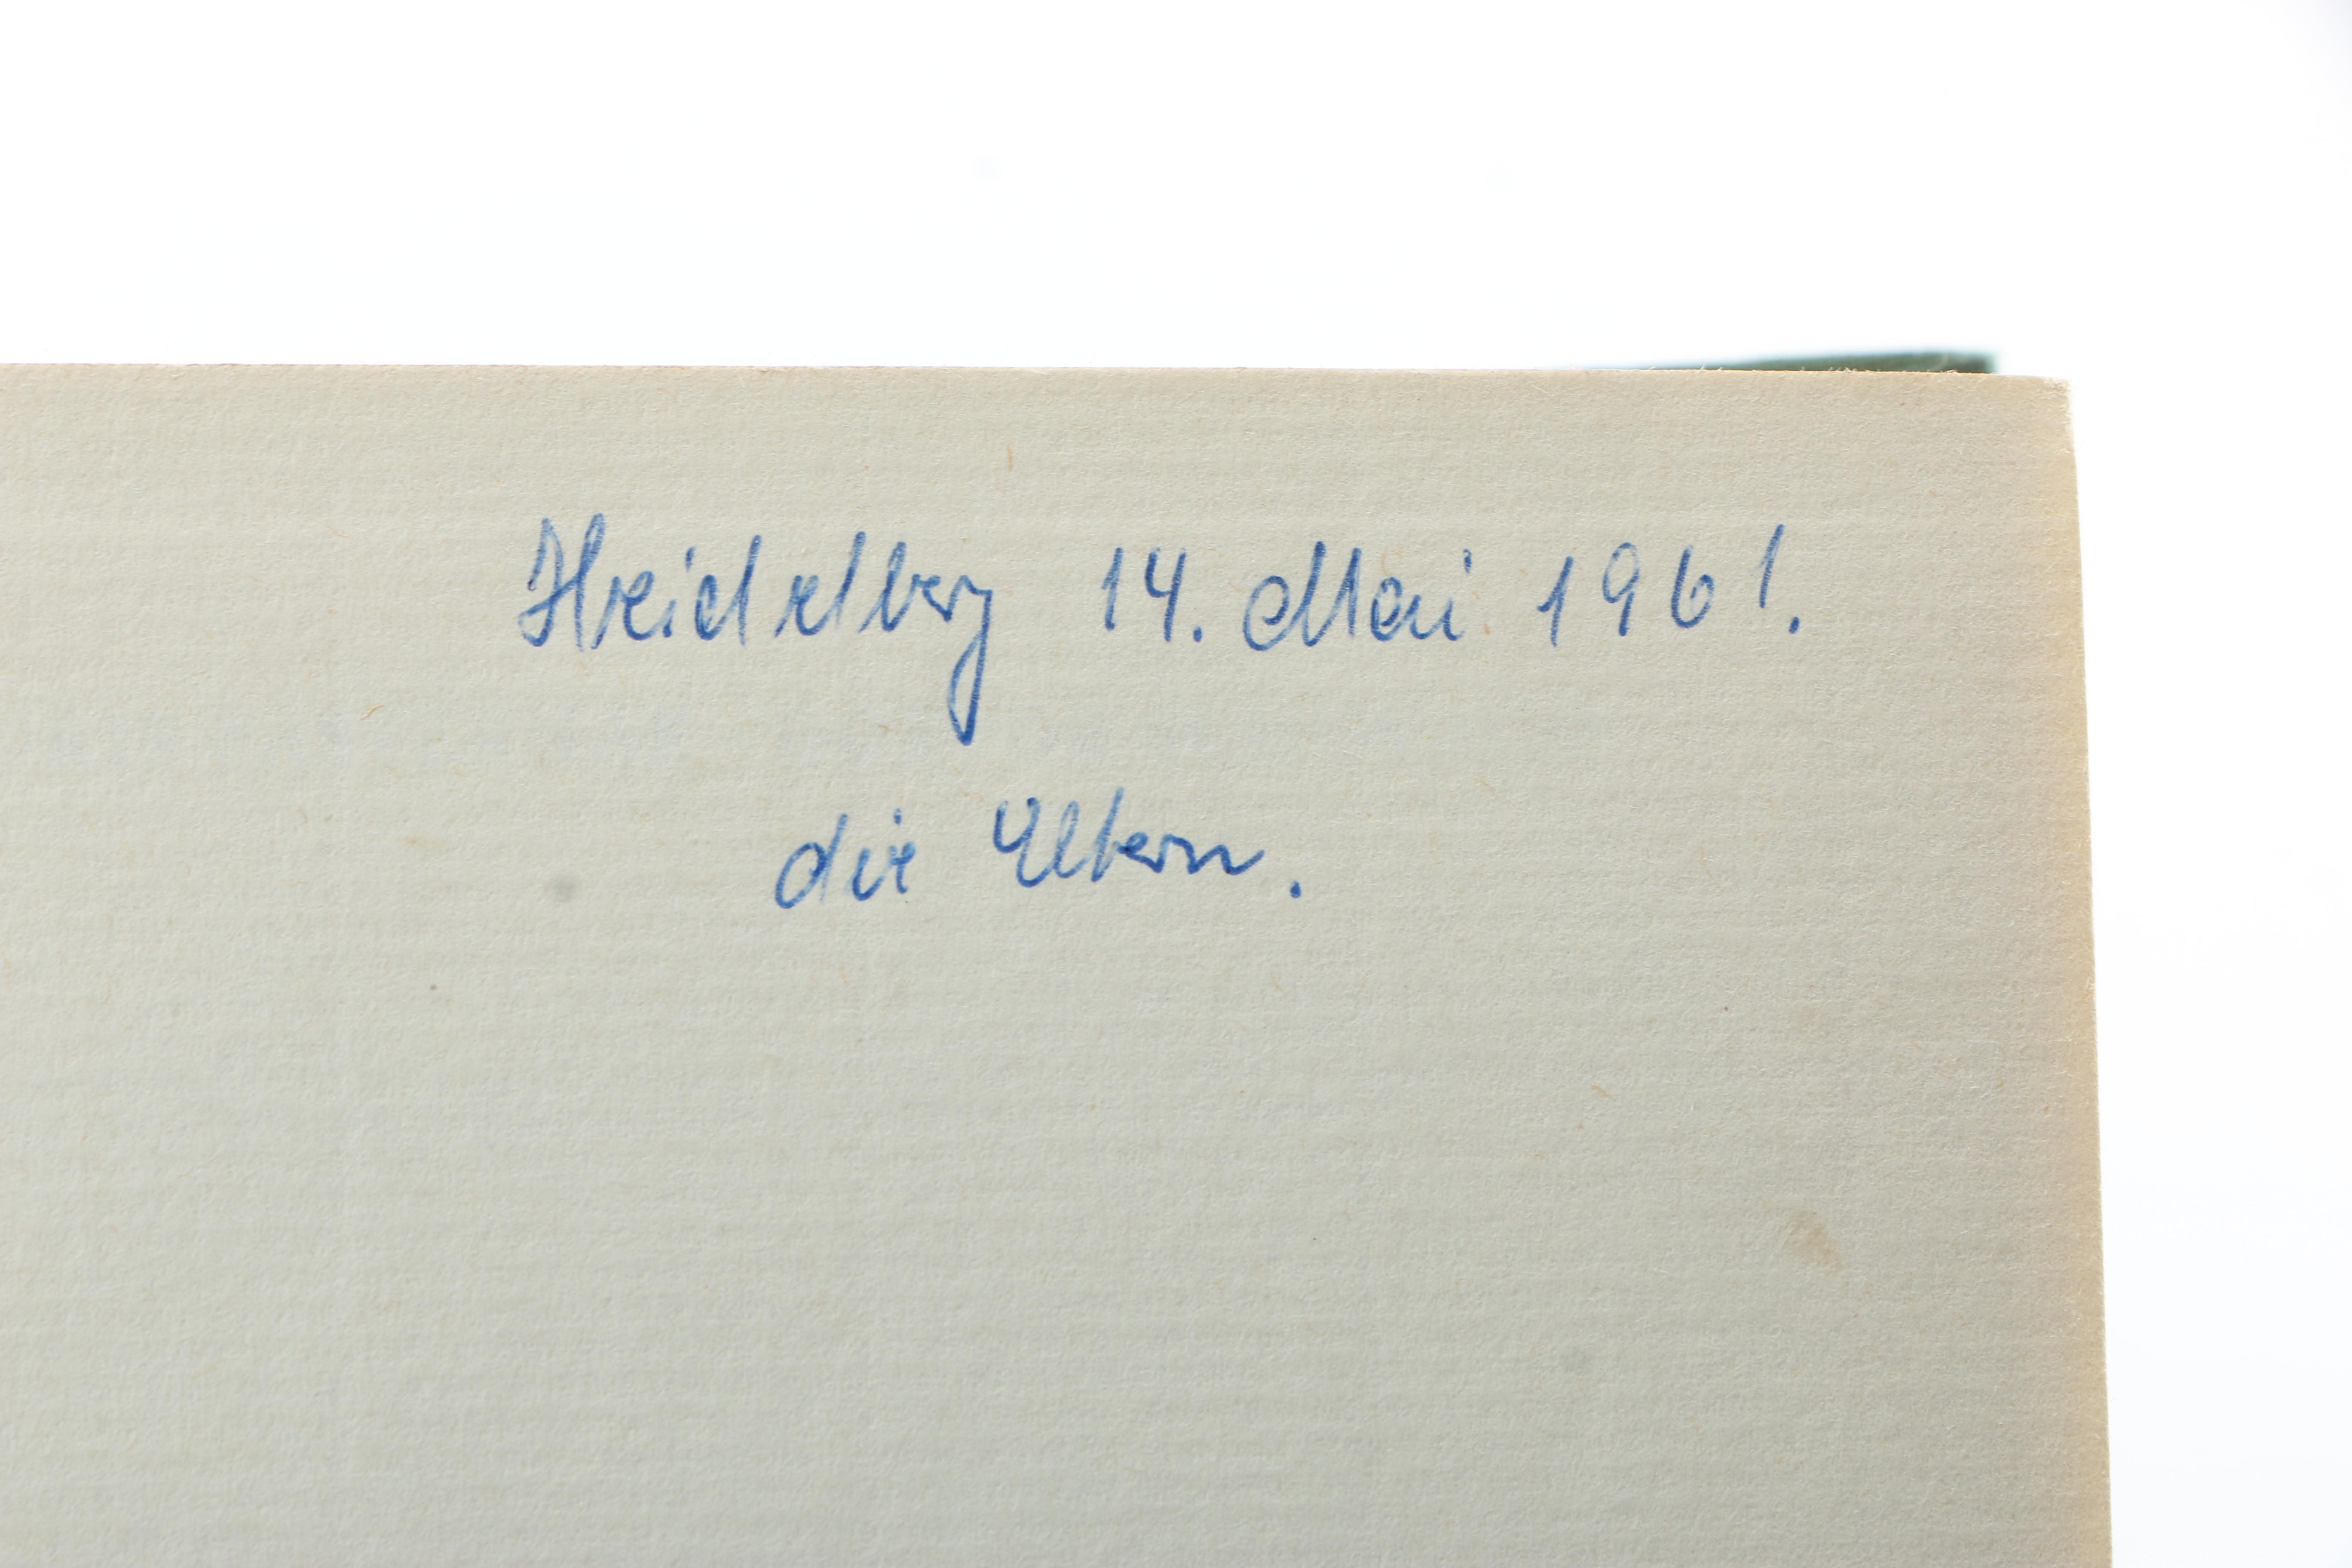 Heidelberg 14. Mai 1961.
die Eltern.